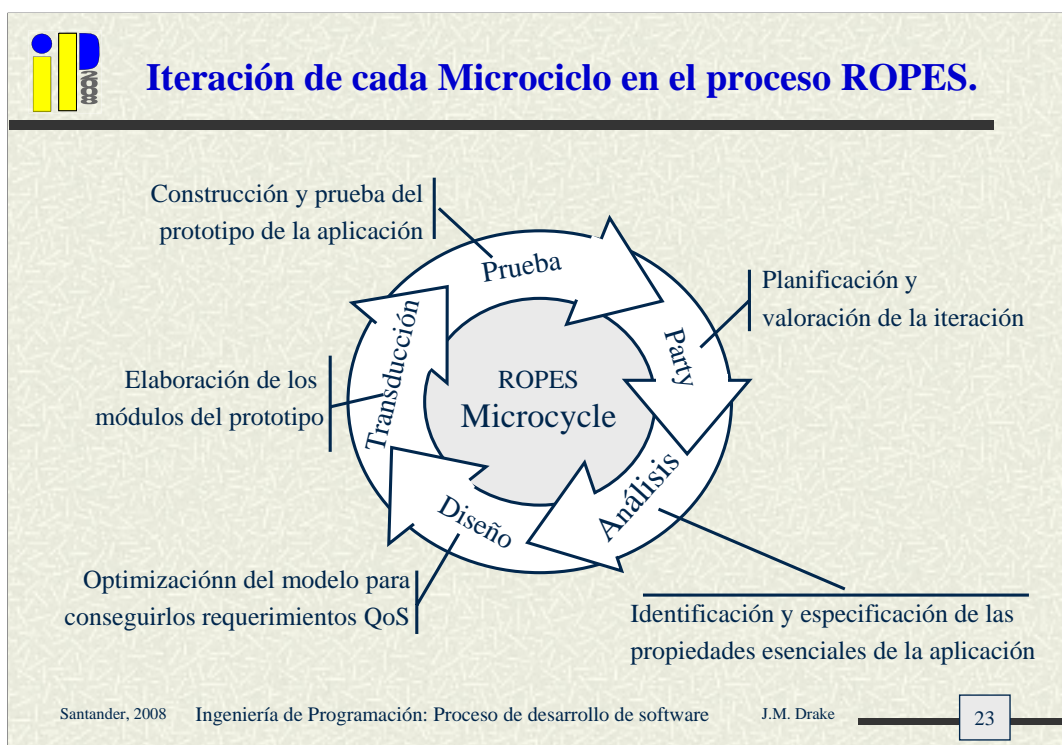 iIP 2008
Iteración de cada Microciclo en el proceso ROPES.
Construcción y prueba del
prototipo de la aplicación
Prueba
Planificación y
valoración de la iteración
Party
Transducción
ROPES
Microcycle
Elaboración de los
módulos del prototipo
Análisis
Diseño
Optimizaciónn del modelo para
conseguirlos requerimientos QoS
Identificación y especificación de las
propiedades esenciales de la aplicación
Santander, 2008 Ingeniería de Programación: Proceso de desarrollo de software J.M. Drake 23